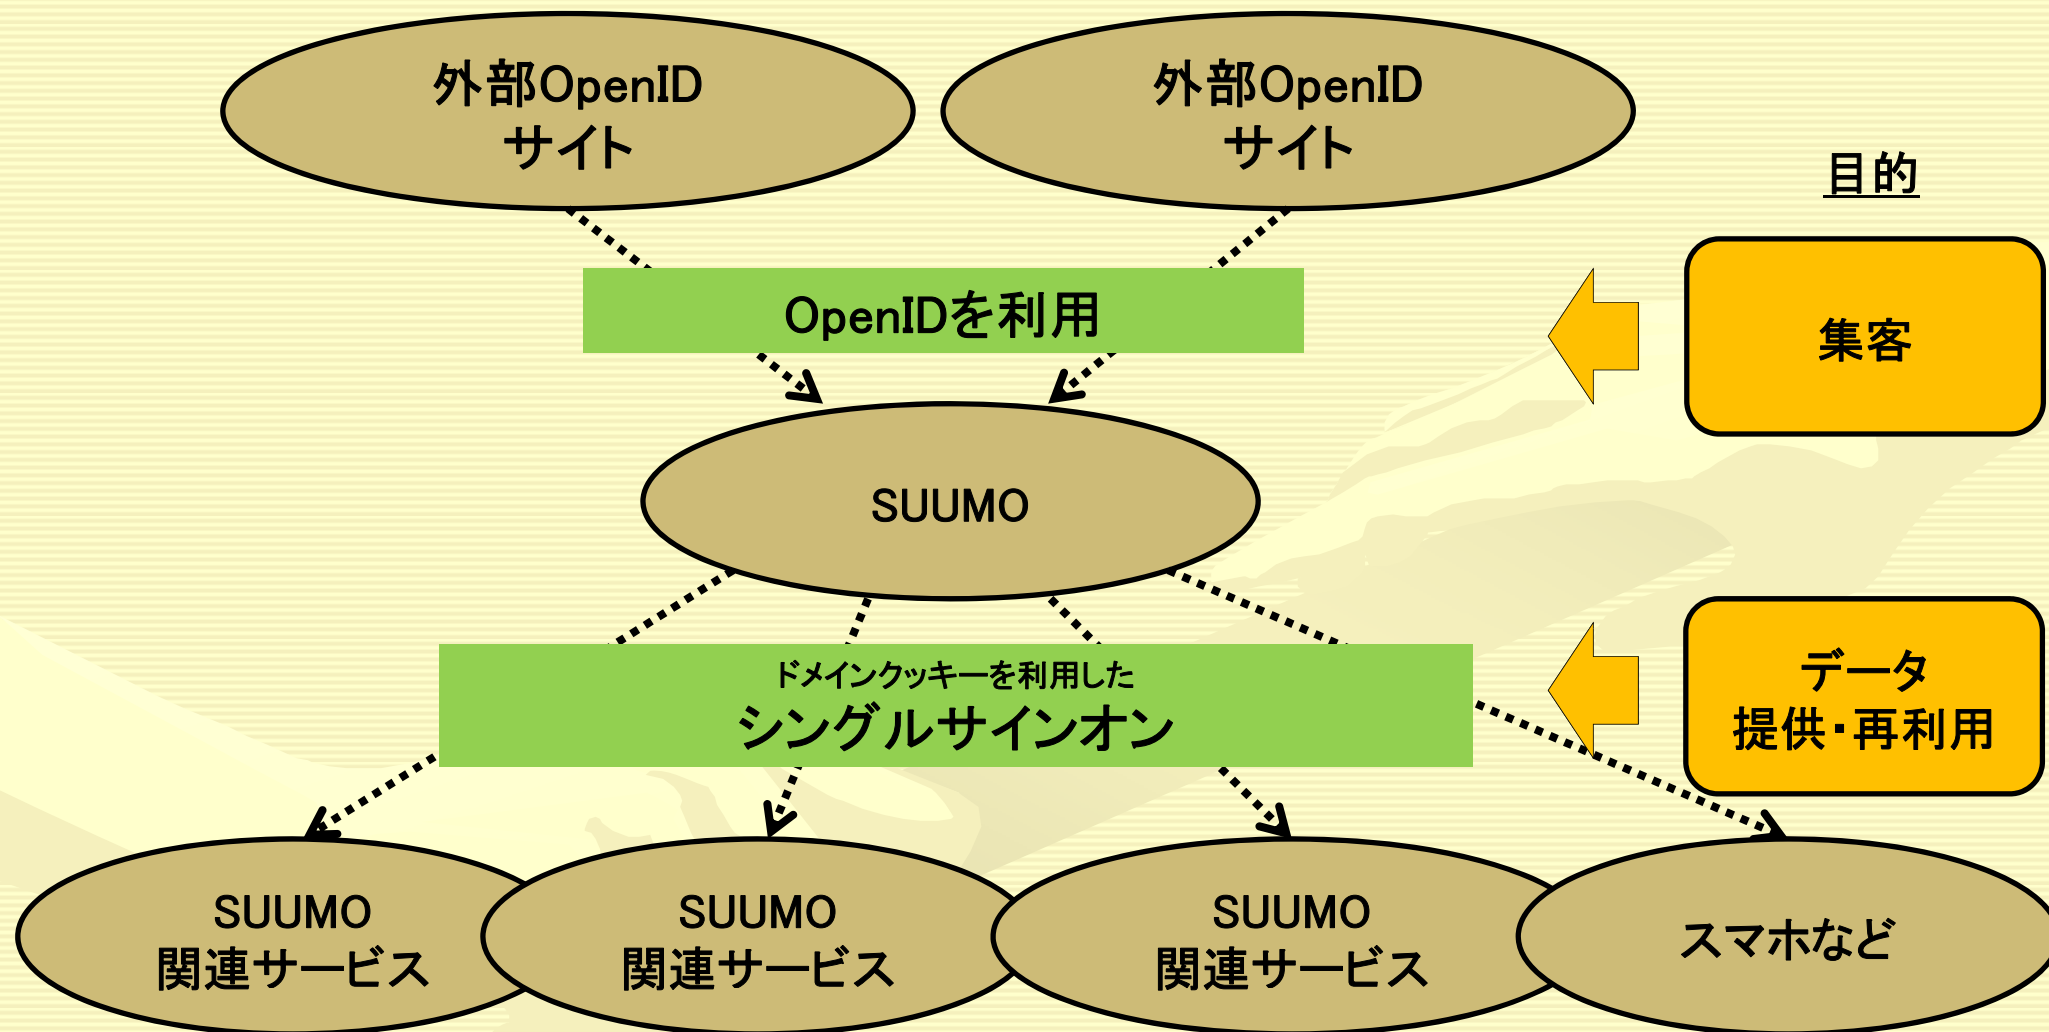 外部OpenID
サイト
外部OpenID
サイト
目的
OpenIDを利用
集客
SUUMO
ドメインクッキーを利用した
シングルサインオン
データ
提供・再利用
SUUMO
関連サービス
SUUMO
関連サービス
SUUMO
関連サービス
スマホなど